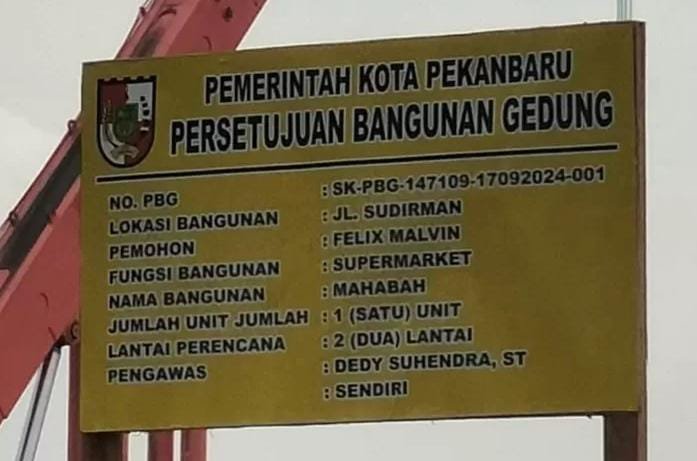 PEMERINTAH KOTA PEKANBARU
PERSETUJUAN BANGUNAN GEDUNG
NO. PBG : SK-PBG-147109-17092024-001
LOKASI BANGUNAN : JL. SUDIRMAN
PEMOHON : FELIX MALVIN
FUNGSI BANGUNAN : SUPERMARKET
NAMA BANGUNAN : MAHABAH
JUMLAH UNIT JUMLAH : 1 (SATU) UNIT
LANTAI PERENCANA : 2 (DUA) LANTAI
PENGAWAS : DEDY SUHENDRA, ST
: SENDIRI